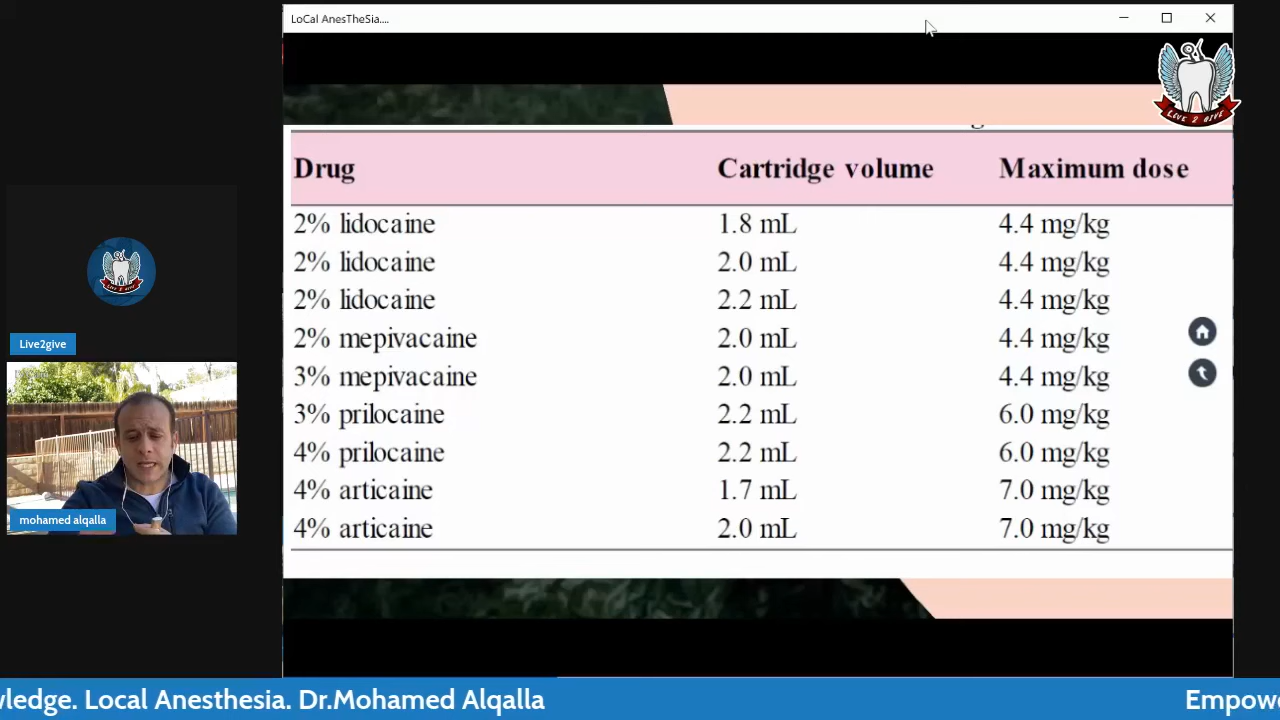 LoCal AnesTheSia....
LOVE 2 GIVE
Drug Cartridge volume Maximum dose
2% lidocaine 1.8 mL 4.4 mg/kg
2% lidocaine 2.0 mL 4.4 mg/kg
2% lidocaine 2.2 mL 4.4 mg/kg
2% mepivacaine 2.0 mL 4.4 mg/kg
3% mepivacaine 2.0 mL 4.4 mg/kg
3% prilocaine 2.2 mL 6.0 mg/kg
4% prilocaine 2.2 mL 6.0 mg/kg
4% articaine 1.7 mL 7.0 mg/kg
4% articaine 2.0 mL 7.0 mg/kg
Live2give
mohamed alqalla
wledge. Local Anesthesia. Dr.Mohamed Alqalla Empow